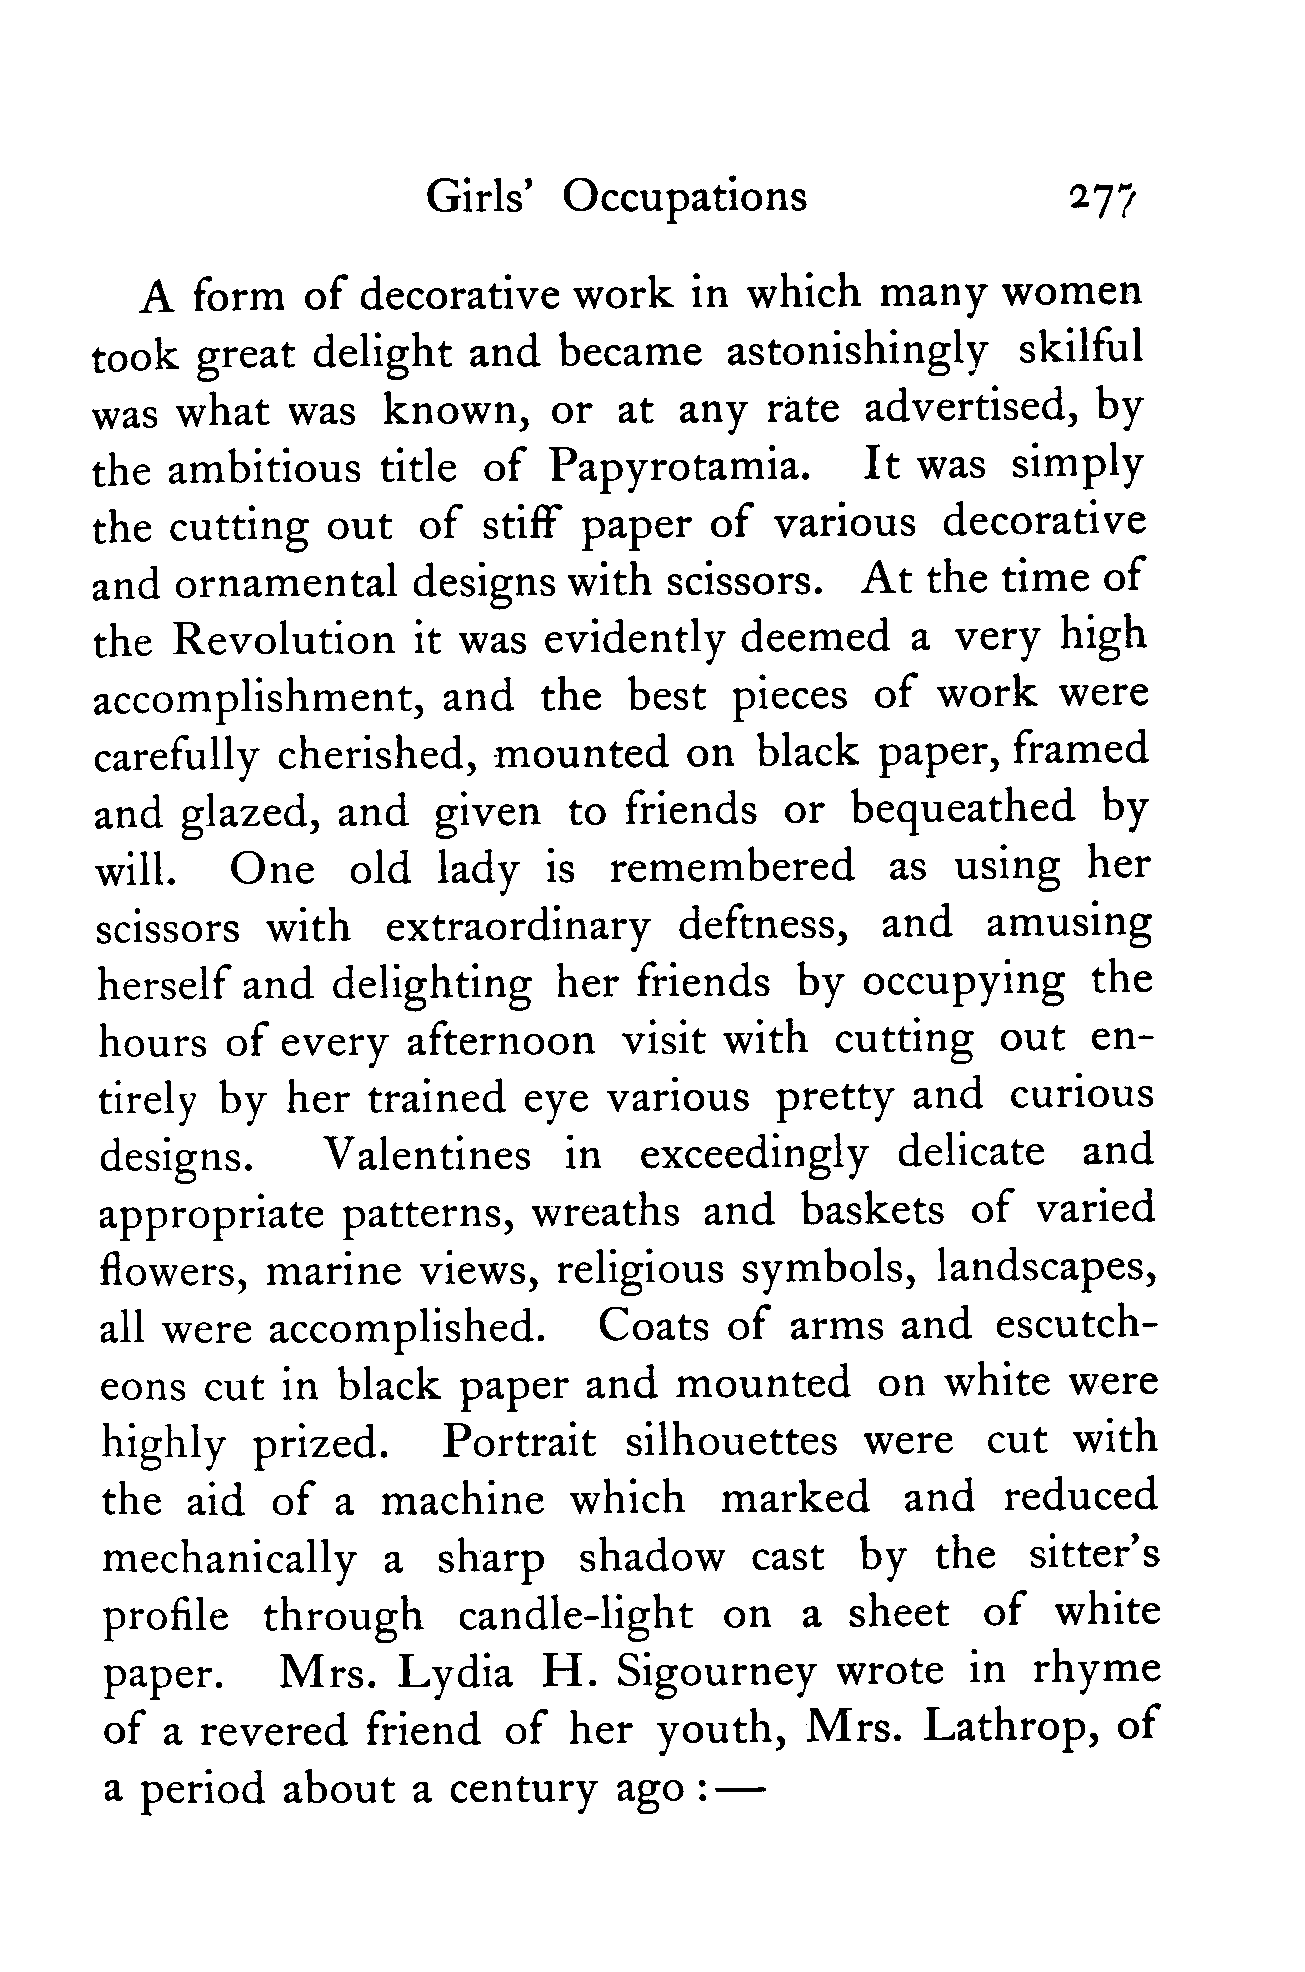 Girls' Occupations 277
A form of decorative work in which many women
took great delight and became astonishingly skilful
was what was known, or at any rate advertised, by
the ambitious title of Papyrotamia. It was simply
the cutting out of stiff paper of various decorative
and ornamental designs with scissors. At the time of
the Revolution it was evidently deemed a very high
accomplishment, and the best pieces of work were
carefully cherished, mounted on black paper, framed
and glazed, and given to friends or bequeathed by
will. One old lady is remembered as using her
scissors with extraordinary deftness, and amusing
herself and delighting her friends by occupying the
hours of every afternoon visit with cutting out en-
tirely by her trained eye various pretty and curious
designs. Valentines in exceedingly delicate and
appropriate patterns, wreaths and baskets of varied
flowers, marine views, religious symbols, landscapes,
all were accomplished. Coats of arms and escutch-
eons cut in black paper and mounted on white were
highly prized. Portrait silhouettes were cut with
the aid of a machine which marked and reduced
mechanically a sharp shadow cast by the sitter's
profile through candle-light on a sheet of white
paper. Mrs. Lydia H. Sigourney wrote in rhyme
of a revered friend of her youth, Mrs. Lathrop, of
a period about a century ago :—